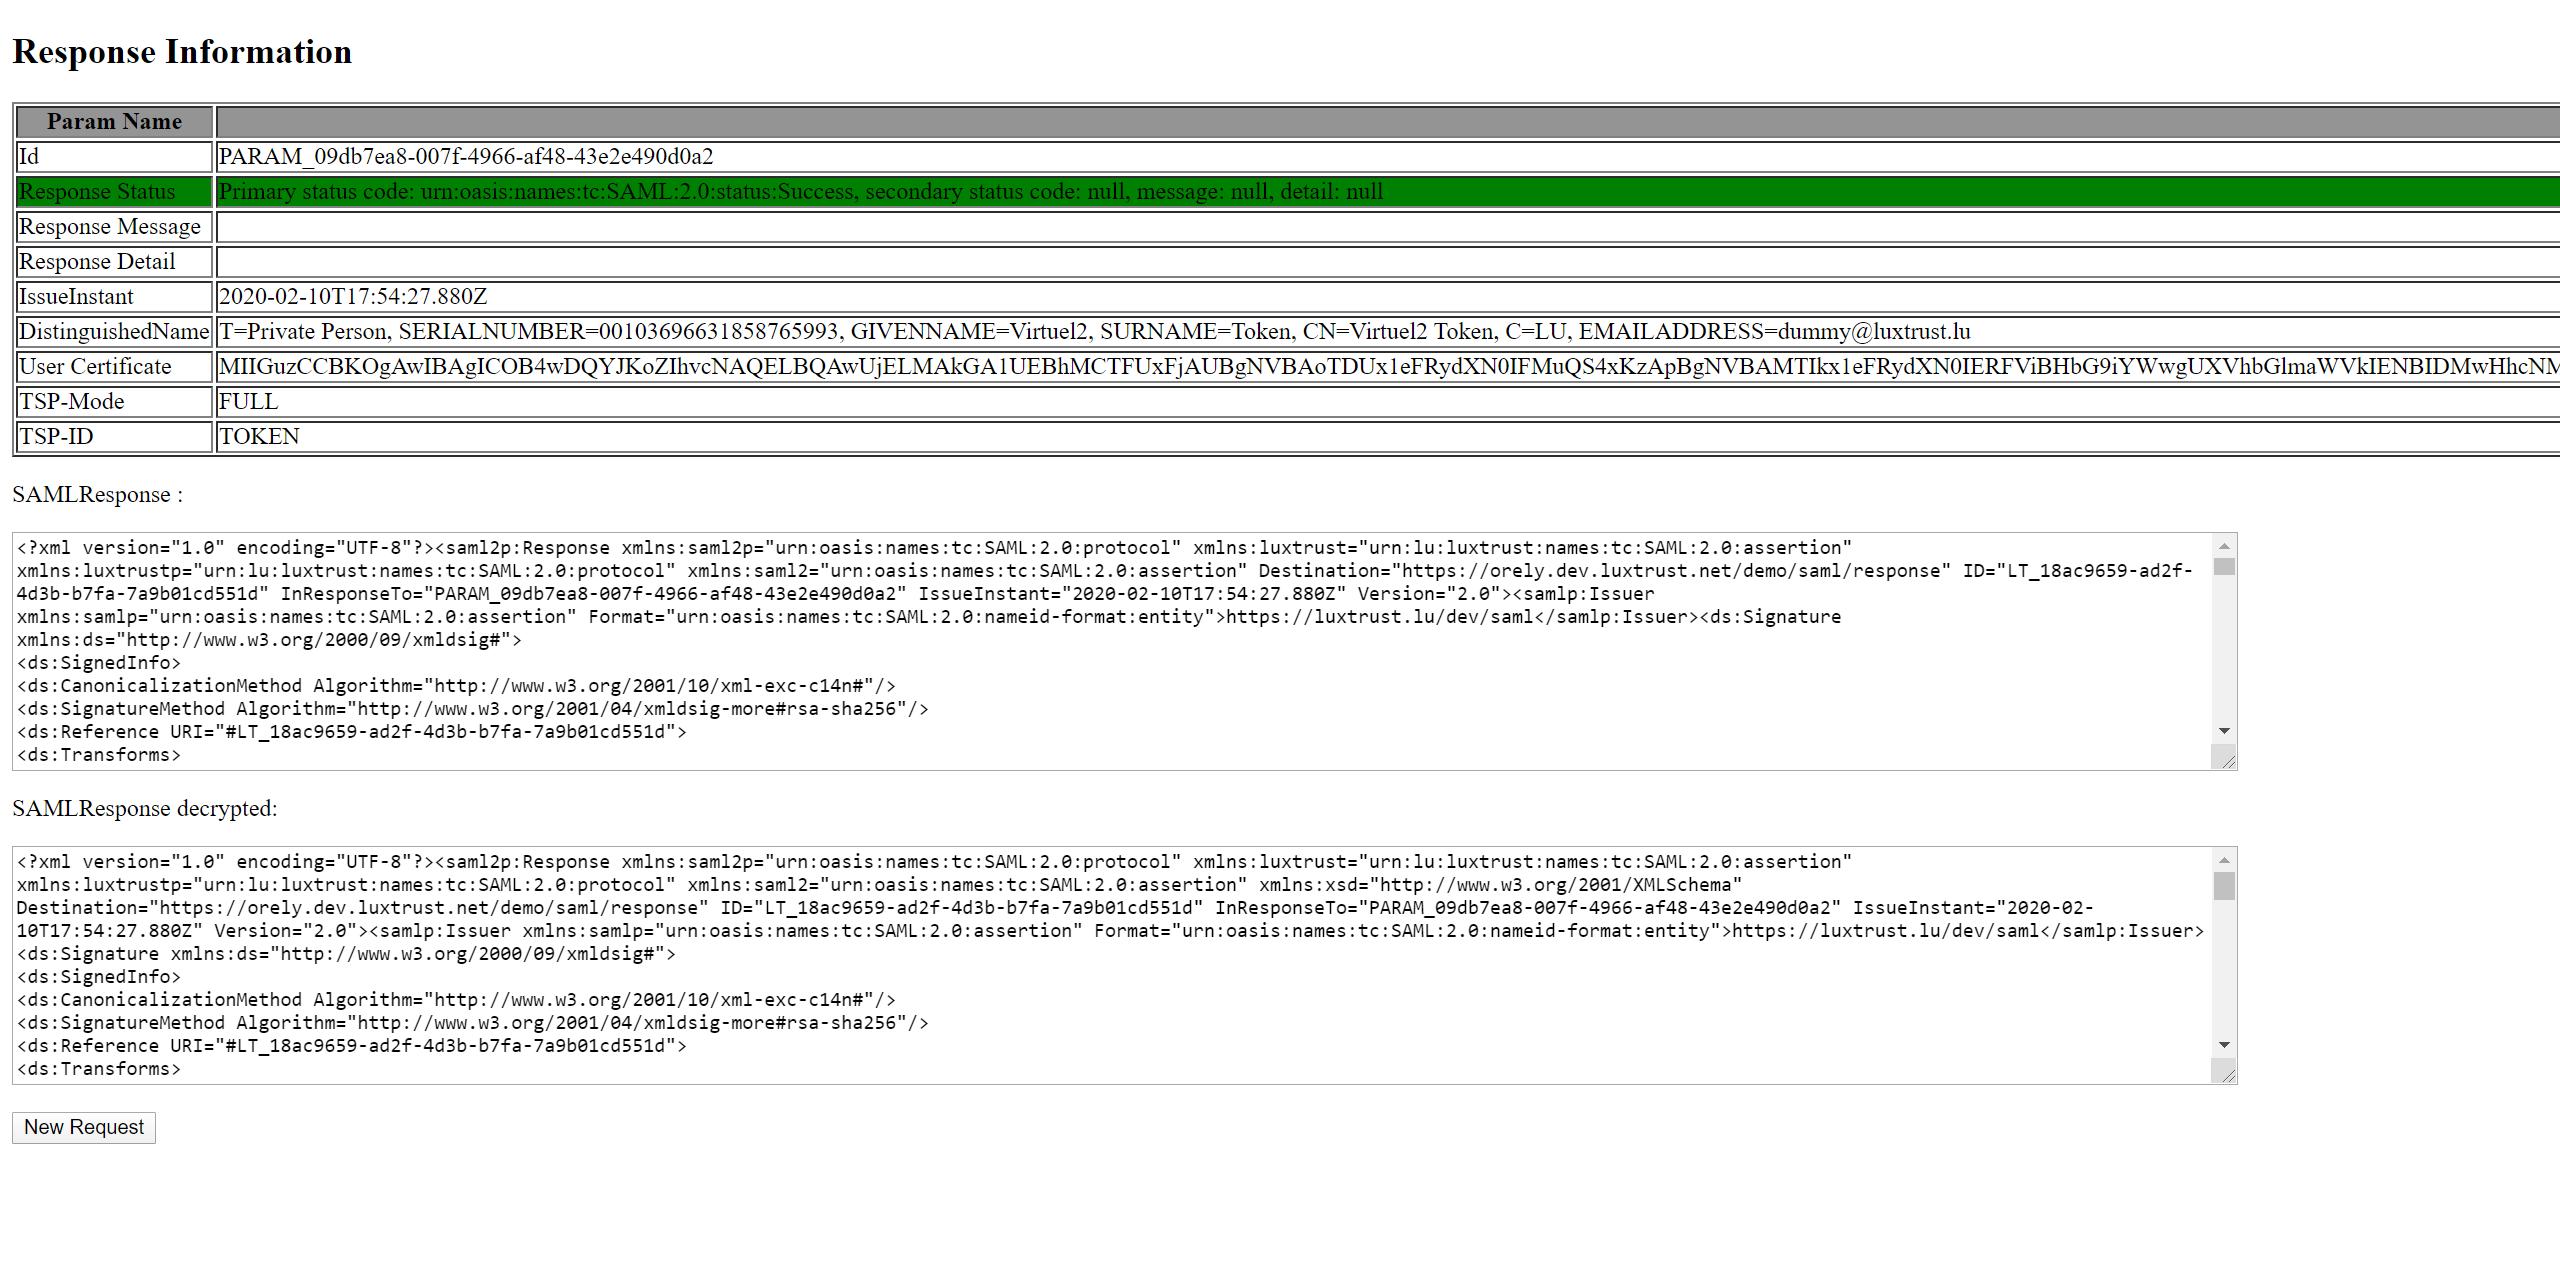 Response Information
Param Name
Id PARAM_09db7ea8-007f-4966-af48-43e2e490d0a2
Response Status Primary status code: urn:oasis:names:tc:SAML:2.0:status:Success, secondary status code: null, message: null, detail: null
Response Message
Response Detail
IssueInstant 2020-02-10T17:54:27.880Z
DistinguishedName T=Private Person, SERIALNUMBER=00103696631858765993, GIVENNAME=Virtuel2, SURNAME=Token, CN=Virtuel2 Token, C=LU, EMAILADDRESS=dummy@luxtrust.lu
User Certificate MIIGuzCCBKOgAwIBAgICOB4wDQYJKoZIhvcNAQELBQAwUjELMAkGA1UEBhMCTFUxFjAUBgNVBAoTDUx1eFRydXN0IFMuQS4xKzApBgNVBAMTIkx1eFRydXN0IERFViBHbG9iYWwgUXVhbGlmaWVkIENBIDMwHhcNM
TSP-Mode FULL
TSP-ID TOKEN
SAMLResponse :
<?xml version="1.0" encoding="UTF-8"?><saml2p:Response xmlns:saml2p="urn:oasis:names:tc:SAML:2.0:protocol" xmlns:luxtrust="urn:lu:luxtrust:names:tc:SAML:2.0:assertion"
xmlns:luxtrustp="urn:lu:luxtrust:names:tc:SAML:2.0:protocol" xmlns:saml2="urn:oasis:names:tc:SAML:2.0:assertion" Destination="https://orely.dev.luxtrust.net/demo/saml/response" ID="LT_18ac9659-ad2f-
4d3b-b7fa-7a9b01cd551d" InResponseTo="PARAM_09db7ea8-007f-4966-af48-43e2e490d0a2" IssueInstant="2020-02-10T17:54:27.880Z" Version="2.0"><samlp:Issuer
xmlns:samlp="urn:oasis:names:tc:SAML:2.0:assertion" Format="urn:oasis:names:tc:SAML:2.0:nameid-format:entity">https://luxtrust.lu/dev/saml</samlp:Issuer><ds:Signature
xmlns:ds="http://www.w3.org/2000/09/xmldsig#">
<ds:SignedInfo>
<ds:CanonicalizationMethod Algorithm="http://www.w3.org/2001/10/xml-exc-c14n#"/>
<ds:SignatureMethod Algorithm="http://www.w3.org/2001/04/xmldsig-more#rsa-sha256"/>
<ds:Reference URI="#LT_18ac9659-ad2f-4d3b-b7fa-7a9b01cd551d">
<ds:Transforms>
SAMLResponse decrypted:
<?xml version="1.0" encoding="UTF-8"?><saml2p:Response xmlns:saml2p="urn:oasis:names:tc:SAML:2.0:protocol" xmlns:luxtrust="urn:lu:luxtrust:names:tc:SAML:2.0:assertion"
xmlns:luxtrustp="urn:lu:luxtrust:names:tc:SAML:2.0:protocol" xmlns:saml2="urn:oasis:names:tc:SAML:2.0:assertion" xmlns:xsd="http://www.w3.org/2001/XMLSchema"
Destination="https://orely.dev.luxtrust.net/demo/saml/response" ID="LT_18ac9659-ad2f-4d3b-b7fa-7a9b01cd551d" InResponseTo="PARAM_09db7ea8-007f-4966-af48-43e2e490d0a2" IssueInstant="2020-02-
10T17:54:27.880Z" Version="2.0"><samlp:Issuer xmlns:samlp="urn:oasis:names:tc:SAML:2.0:assertion" Format="urn:oasis:names:tc:SAML:2.0:nameid-format:entity">https://luxtrust.lu/dev/saml</samlp:Issuer>
<ds:Signature xmlns:ds="http://www.w3.org/2000/09/xmldsig#">
<ds:SignedInfo>
<ds:CanonicalizationMethod Algorithm="http://www.w3.org/2001/10/xml-exc-c14n#"/>
<ds:SignatureMethod Algorithm="http://www.w3.org/2001/04/xmldsig-more#rsa-sha256"/>
<ds:Reference URI="#LT_18ac9659-ad2f-4d3b-b7fa-7a9b01cd551d">
<ds:Transforms>
New Request